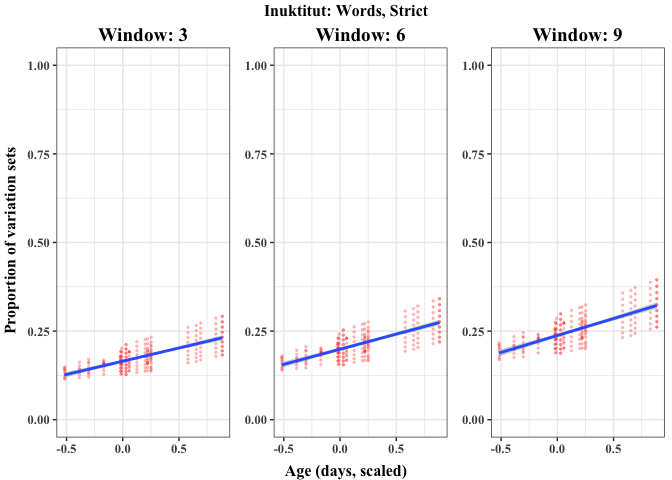 Inuktitut: Words, Strict
Window: 3 Window: 6 Window: 9
Proportion of variation sets
1.00 1.00 1.00
0.75 0.75 0.75
0.50 0.50 0.50
0.25 0.25 0.25
0.00 0.00 0.00
-0.5 0.0 0.5 -0.5 0.0 0.5 -0.5 0.0 0.5
Age (days, scaled)